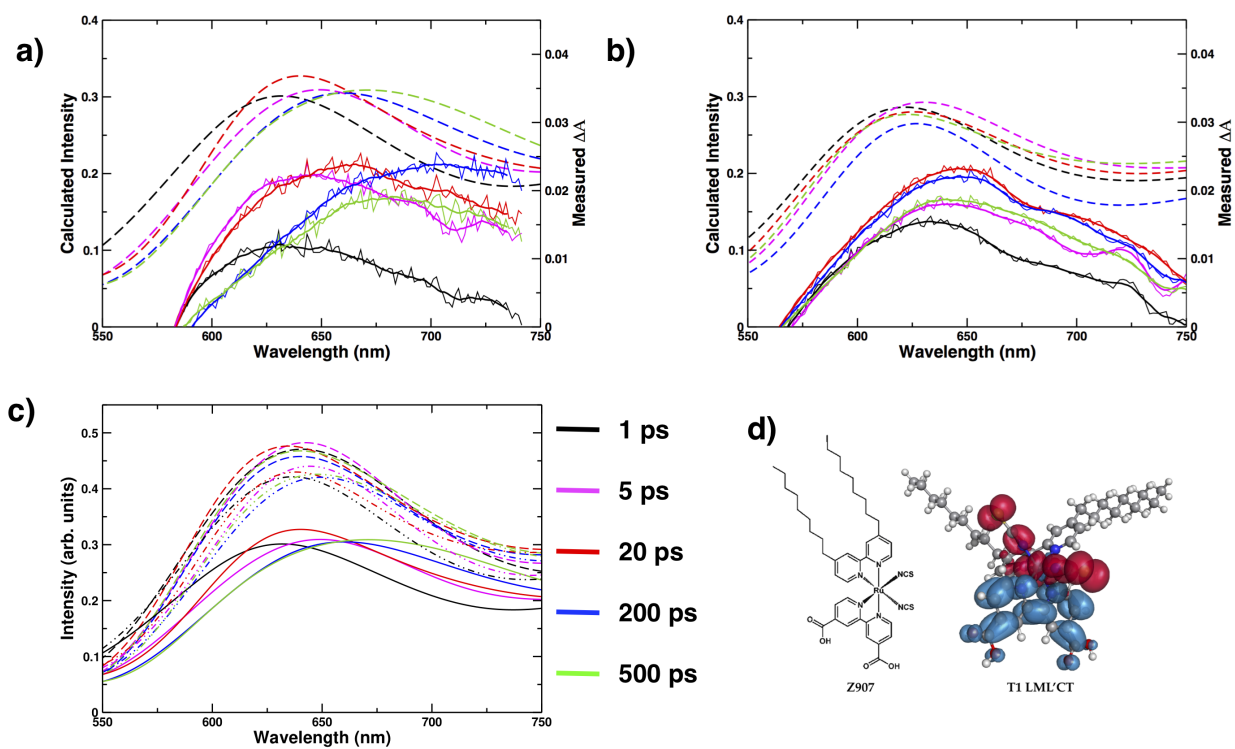 a)
0.4
0.3
0.2
0.1
0
Calculated Intensity
550
600
650
700
750
Wavelength (nm)
0.04
0.03
0.02
0.01
0
Measured ΔA
b)
0.4
0.3
0.2
0.1
0
Calculated Intensity
550
600
650
700
750
Wavelength (nm)
0.04
0.03
0.02
0.01
0
Measured ΔA
c)
0.5
0.4
0.3
0.2
0.1
0
Intensity (arb. units)
550
600
650
700
750
Wavelength (nm)
1 ps
5 ps
20 ps
200 ps
500 ps
d)
N
N
NCS
Ru
NCS
N
N
O
OH
O
OH
Z907
T1 LML'CT